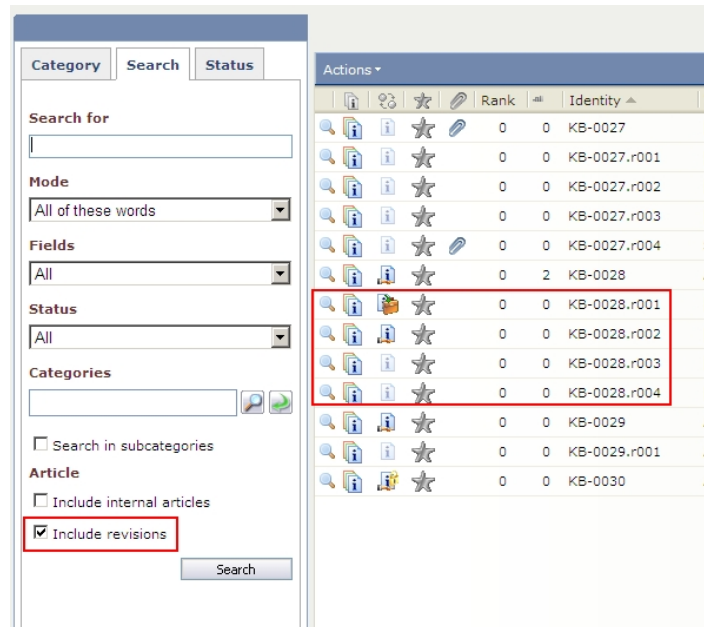 Category Search Status
Search for
Mode
All of these words
Fields
All
Status
All
Categories
Search in subcategories
Article
Include internal articles
Include revisions
Search
Actions
Rank Identity
0 0 KB-0027
0 0 KB-0027.r001
0 0 KB-0027.r002
0 0 KB-0027.r003
0 0 KB-0027.r004
0 2 KB-0028
0 0 KB-0028.r001
0 0 KB-0028.r002
0 0 KB-0028.r003
0 0 KB-0028.r004
0 0 KB-0029
0 0 KB-0029.r001
0 0 KB-0030